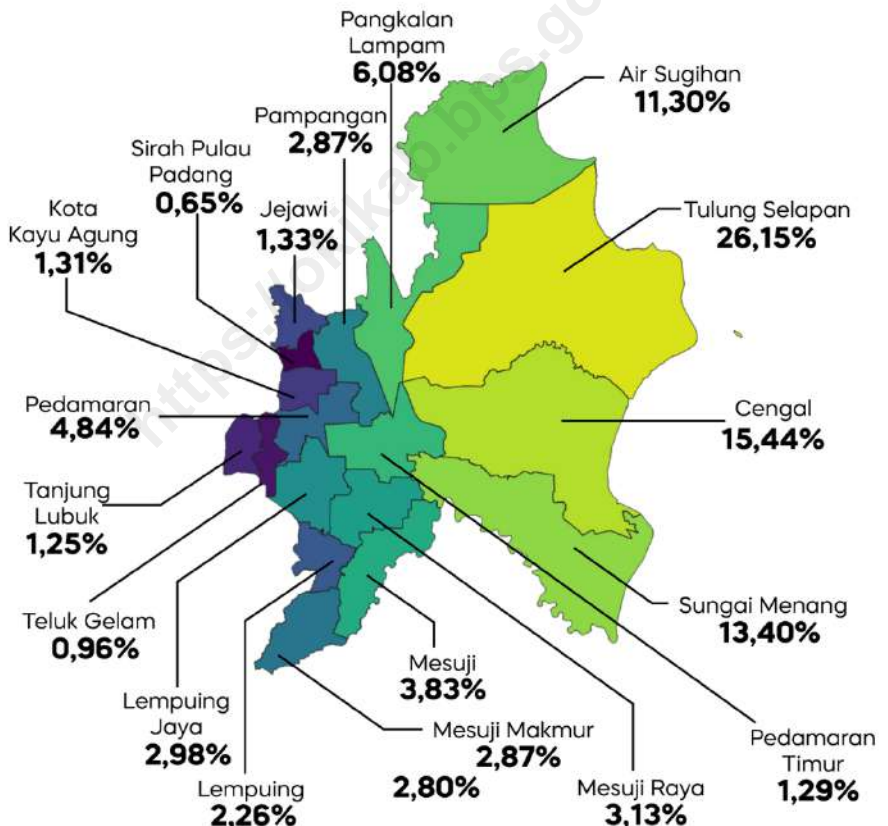 Pangkalan
Lampam
6,08%
Air Sugihan
11,30%
Pampangan
2,87%
Sirah Pulau
Padang
0,65%
Jejawi
1,33%
Kota
Kayu Agung
1,31%
Tulung Selapan
26,15%
Pedamaran
4,84%
Cengal
15,44%
Tanjung
Lubuk
1,25%
Teluk Gelam
0,96%
Sungai Menang
13,40%
Mesuji
3,83%
Lempuing
Jaya
2,98%
Mesuji Makmur
2,87%
2,80%
Pedamaran
Timur
1,29%
Lempuing
2,26%
Mesuji Raya
3,13%
https://okikab.bps.go